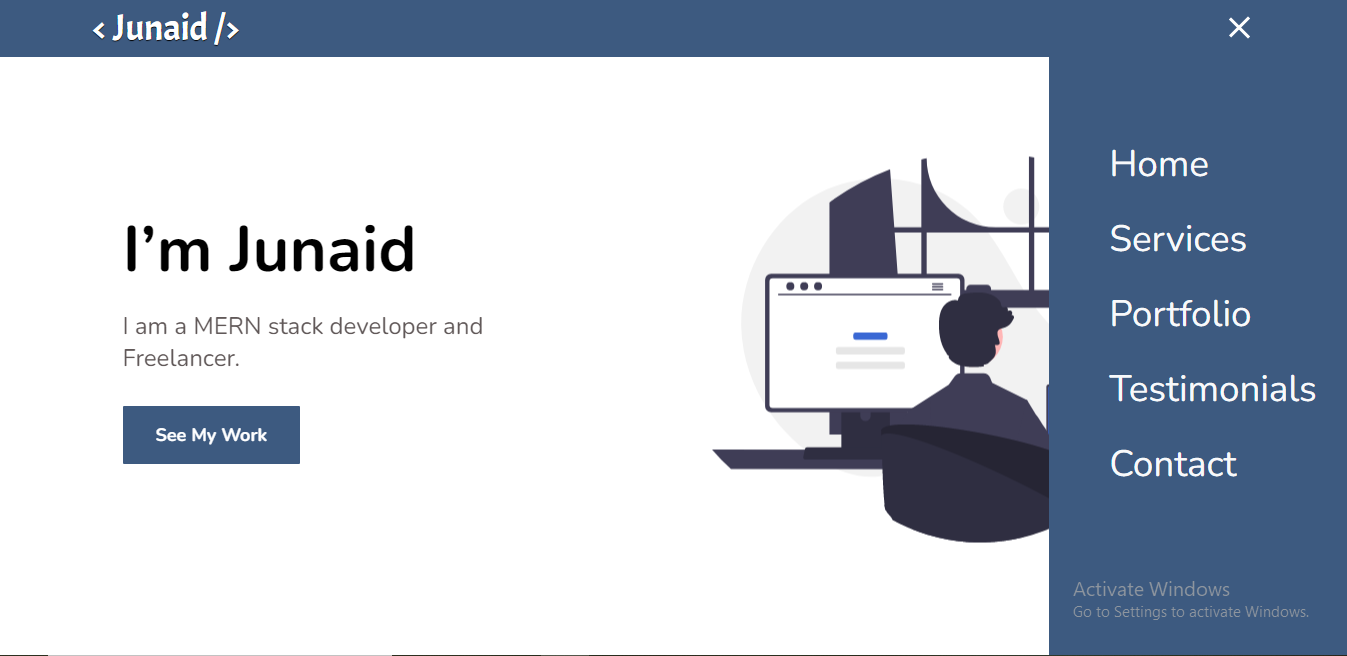 < Junaid />
I’m Junaid
I am a MERN stack developer and
Freelancer.
See My Work
Home
Services
Portfolio
Testimonials
Contact
Activate Windows
Go to Settings to activate Windows.